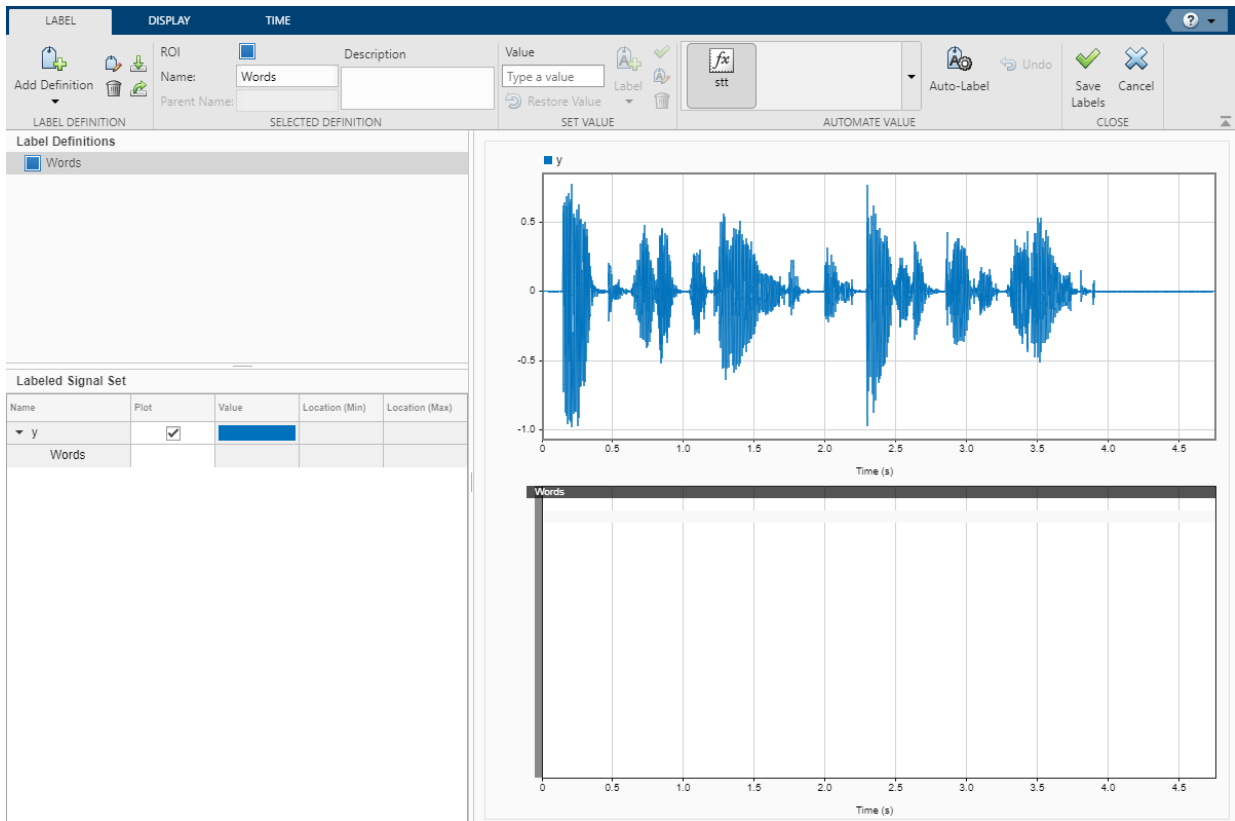 LABEL DISPLAY TIME
?
ROI Description Value
Name: Words Type a value
Add Definition Parent Name: Restore Value Label
fx
stt
Auto-Label Undo
Save Labels Cancel
LABEL DEFINITION SELECTED DEFINITION SET VALUE AUTOMATE VALUE CLOSE
Label Definitions
Words
Labeled Signal Set
Name Plot Value Location (Min) Location (Max)
y
Words
y
0.5
0
-0.5
-1.0
0 0.5 1.0 1.5 2.0 2.5 3.0 3.5 4.0 4.5
Time (s)
Words
0 0.5 1.0 1.5 2.0 2.5 3.0 3.5 4.0 4.5
Time (s)